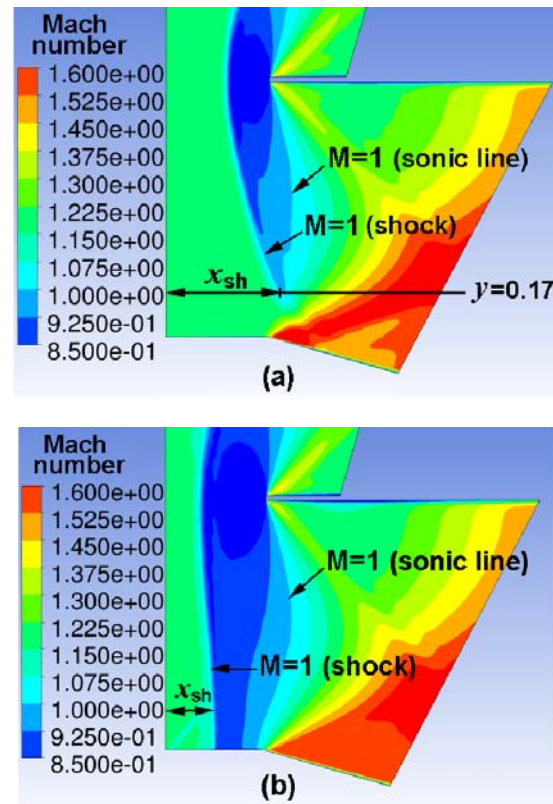 Mach
number
1.600e+00
1.525e+00
1.450e+00
1.375e+00
1.300e+00
1.225e+00
1.150e+00
1.075e+00
1.000e+00
9.250e-01
8.500e-01
M=1 (sonic line)
M=1 (shock)
xsh
y=0.17
(a)
Mach
number
1.600e+00
1.525e+00
1.450e+00
1.375e+00
1.300e+00
1.225e+00
1.150e+00
1.075e+00
1.000e+00
9.250e-01
8.500e-01
M=1 (sonic line)
M=1 (shock)
xsh
(b)